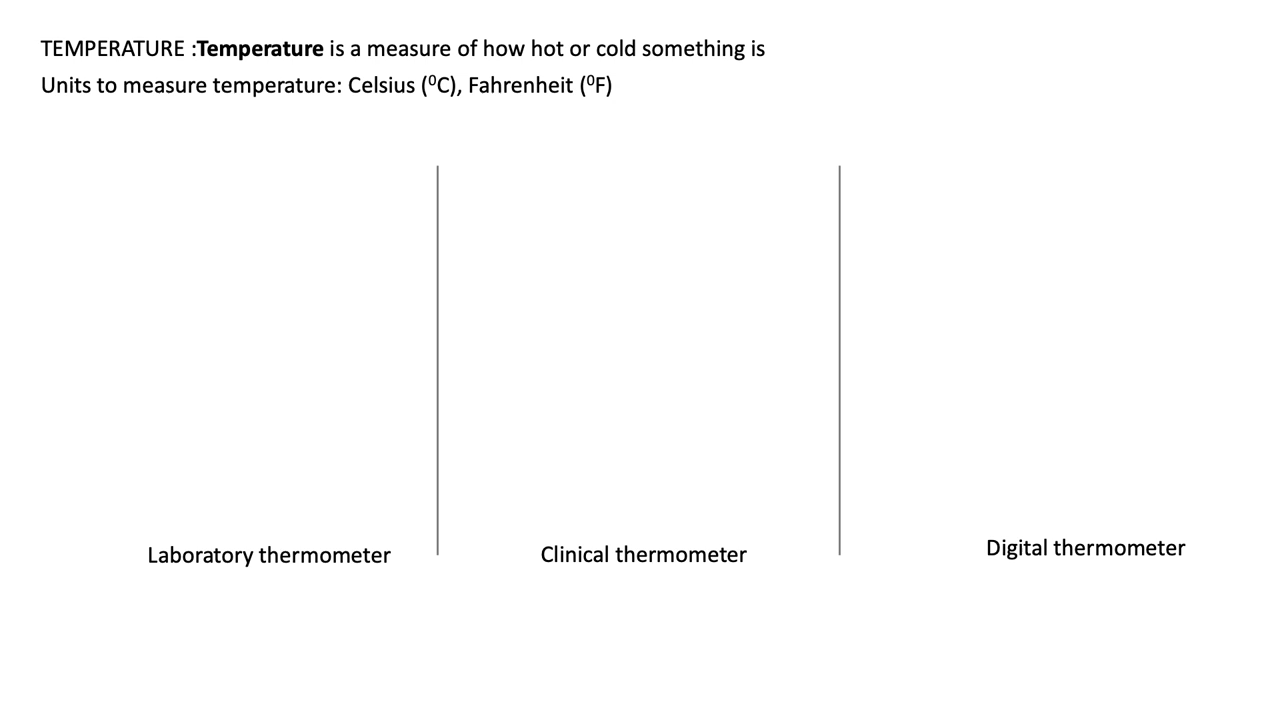 TEMPERATURE :Temperature is a measure of how hot or cold something is
Units to measure temperature: Celsius (⁰C), Fahrenheit (⁰F)
Laboratory thermometer
Clinical thermometer
Digital thermometer